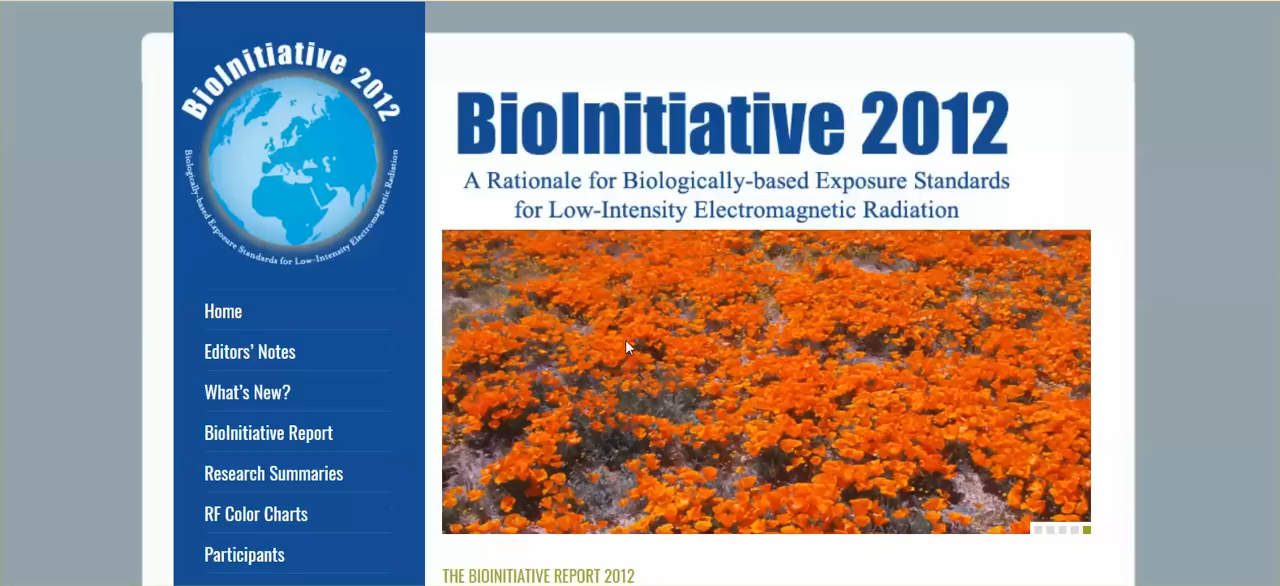 BioInitiative 2012
Biologically-based Exposure Standards for Low-Intensity Electromagnetic Radiation
Home
Editors' Notes
What's New?
BioInitiative Report
Research Summaries
RF Color Charts
Participants
BioInitiative 2012
A Rationale for Biologically-based Exposure Standards
for Low-Intensity Electromagnetic Radiation
THE BIOINITIATIVE REPORT 2012